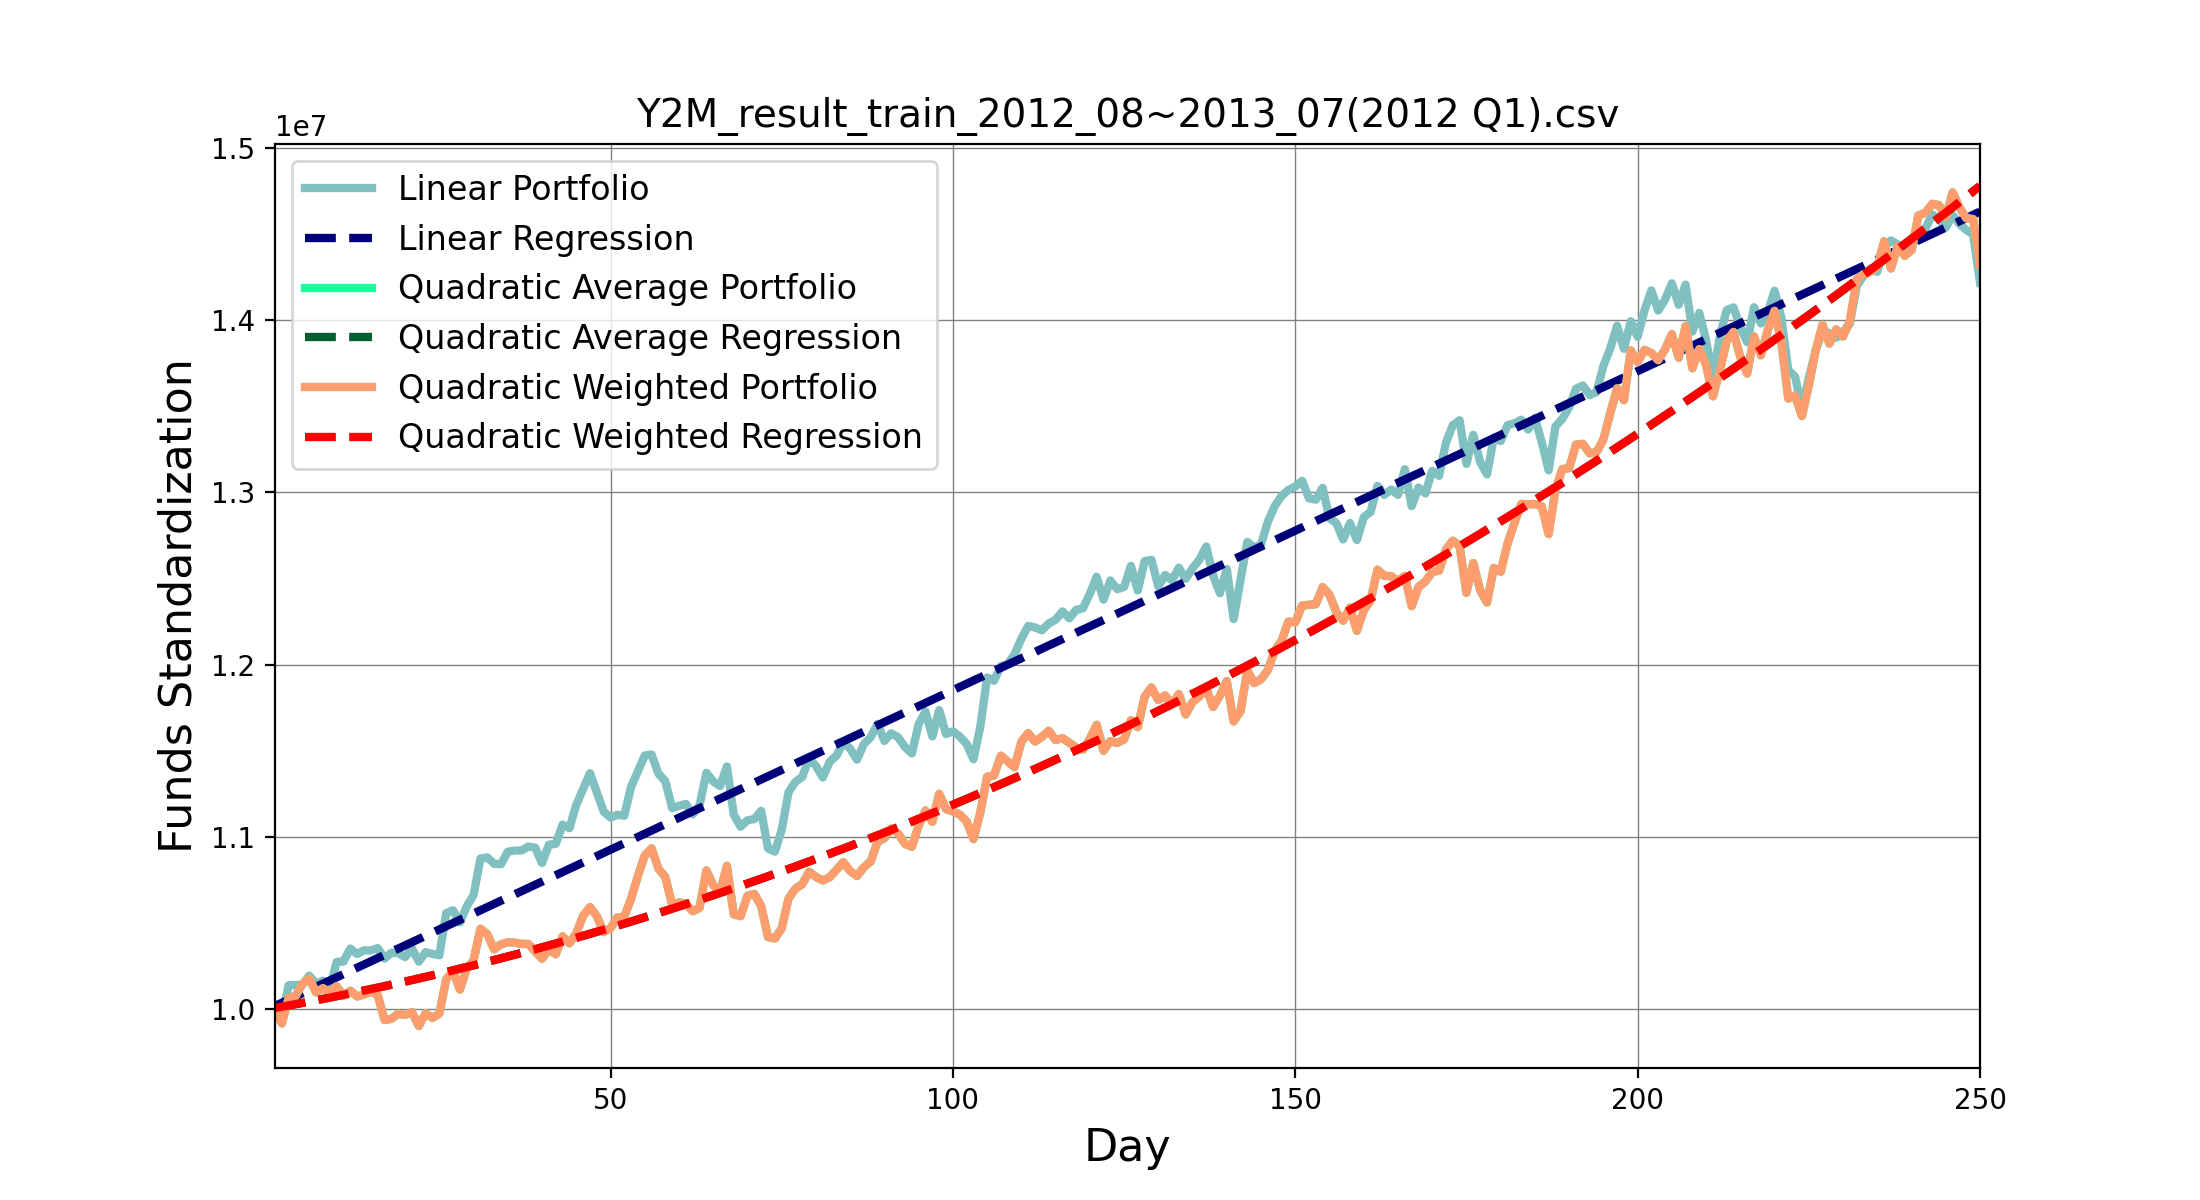 Y2M_result_train_2012_08~2013_07(2012 Q1).csv
1e7
1.5
1.4
1.3
1.2
1.1
1.0
Funds Standardization
Linear Portfolio
Linear Regression
Quadratic Average Portfolio
Quadratic Average Regression
Quadratic Weighted Portfolio
Quadratic Weighted Regression
50 100 150 200 250
Day